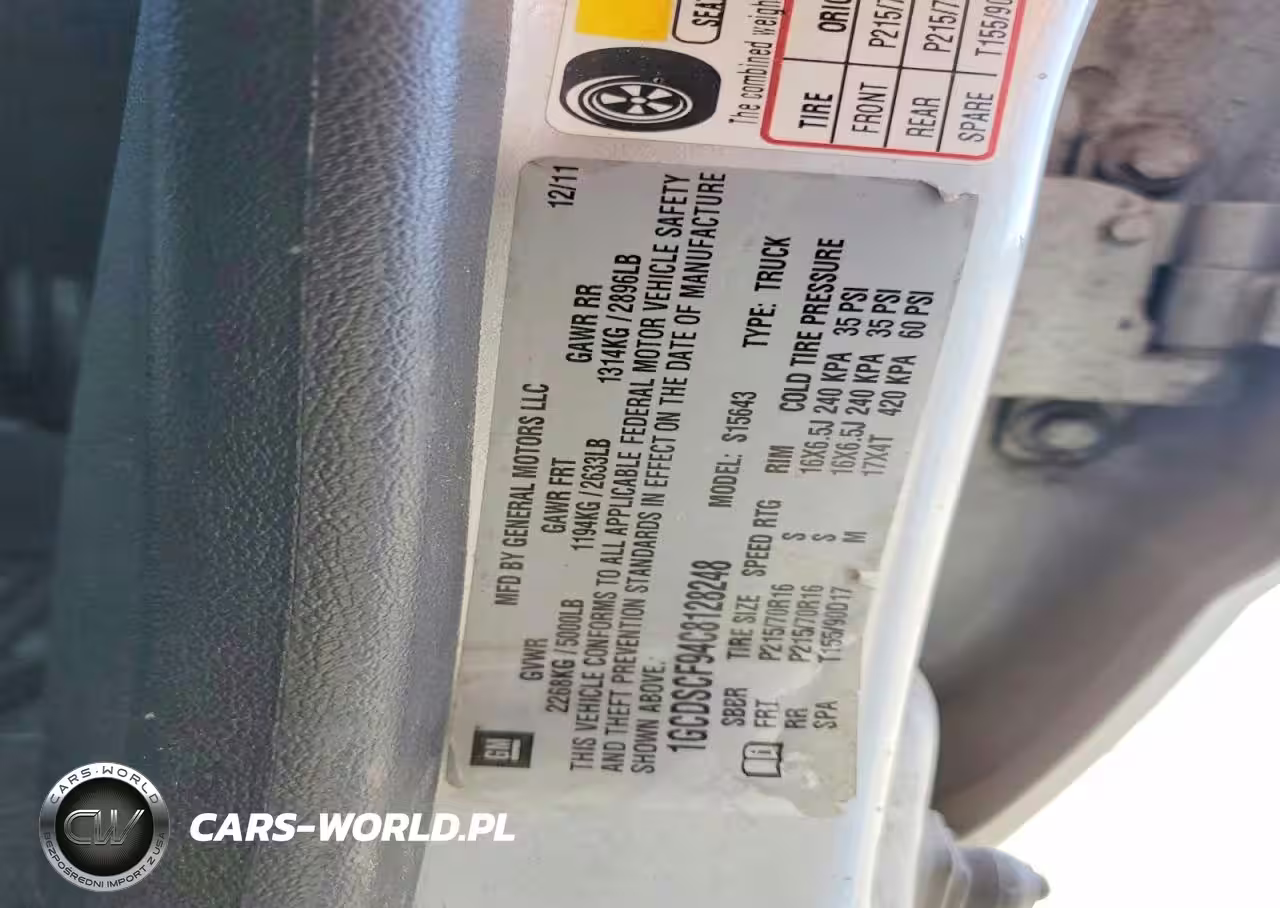 SEA
The combined weigh
TIRE ORIG
FRONT P215/7
REAR P215/7
SPARE T155/90
MFD BY GENERAL MOTORS LLC 12/11
GVWR GAWR FRT GAWR RR
2268KG / 5000LB 1194KG / 2633LB 1314KG / 2896LB
THIS VEHICLE CONFORMS TO ALL APPLICABLE FEDERAL MOTOR VEHICLE SAFETY
AND THEFT PREVENTION STANDARDS IN EFFECT ON THE DATE OF MANUFACTURE
SHOWN ABOVE.
1GCDSCF94C8128248 MODEL: S15643 TYPE: TRUCK
SBBR TIRE SIZE SPEED RTG RIM COLD TIRE PRESSURE
FRT P215/70R16 S 16X6.5J 240 KPA 35 PSI
RR P215/70R16 S 16X6.5J 240 KPA 35 PSI
SPA T155/90D17 M 17X4T 420 KPA 60 PSI
GM
CARS-WORLD
CW
BEZPOŚREDNI IMPORT Z USA
CARS-WORLD.PL